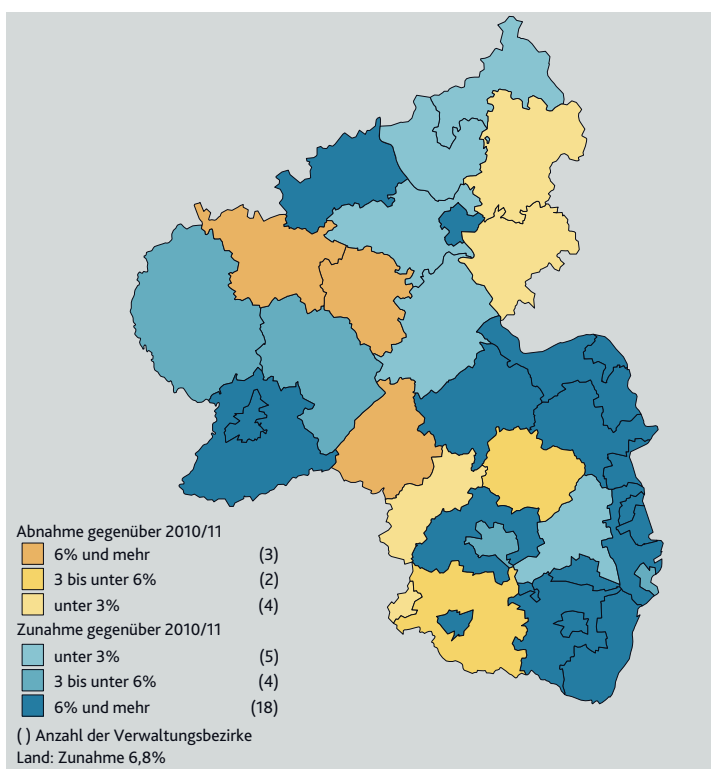 Abnahme gegenüber 2010/11
6% und mehr (3)
3 bis unter 6% (2)
unter 3% (4)
Zunahme gegenüber 2010/11
unter 3% (5)
3 bis unter 6% (4)
6% und mehr (18)
( ) Anzahl der Verwaltungsbezirke
Land: Zunahme 6,8%